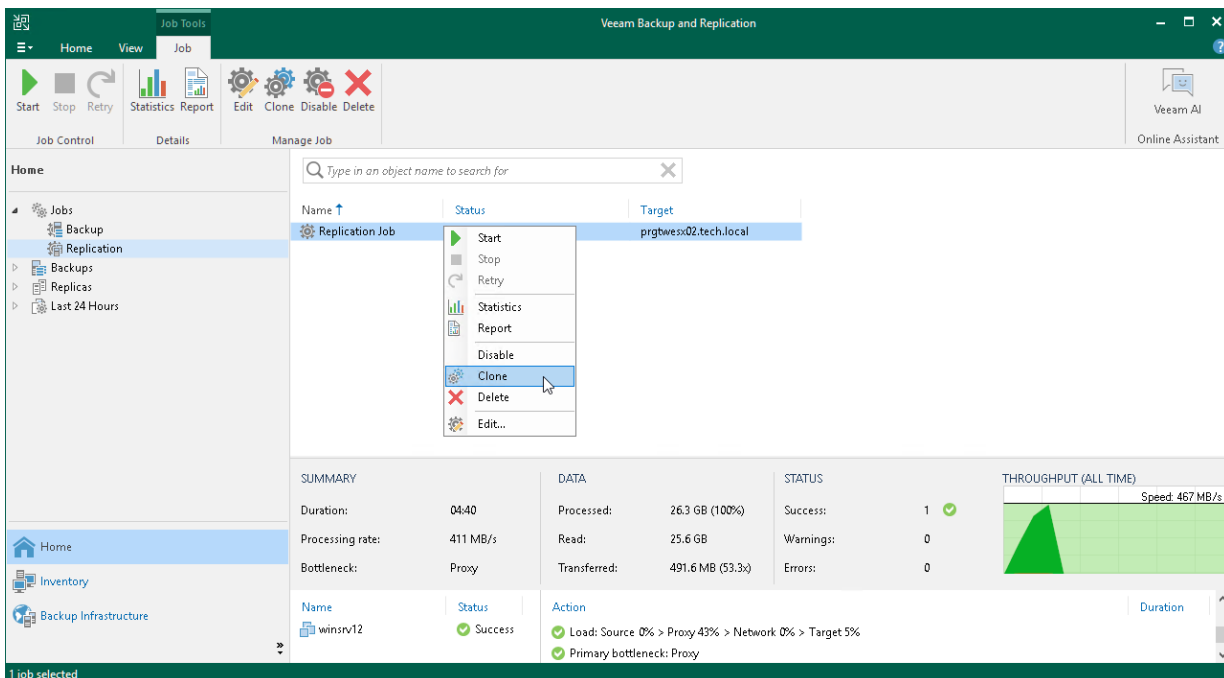 Job Tools
Veeam Backup and Replication
Home View Job
Start Stop Retry Statistics Report Edit Clone Disable Delete
Veeam AI
Job Control Details Manage Job Online Assistant
Home
Type in an object name to search for
Jobs
Backup
Replication
Backups
Replicas
Last 24 Hours
Name Status Target
Replication Job prgtwesx02.tech.local
Start
Stop
Retry
Statistics
Report
Disable
Clone
Delete
Edit...
SUMMARY DATA STATUS THROUGHPUT (ALL TIME)
Speed: 467 MB/s
Duration: 04:40 Processed: 26.3 GB (100%) Success: 1
Processing rate: 411 MB/s Read: 25.6 GB Warnings: 0
Bottleneck: Proxy Transferred: 491.6 MB (53.3x) Errors: 0
Home
Inventory
Backup Infrastructure
Name Status Action Duration
winsrv12 Success Load: Source 0% > Proxy 43% > Network 0% > Target 5%
Primary bottleneck: Proxy
1 job selected